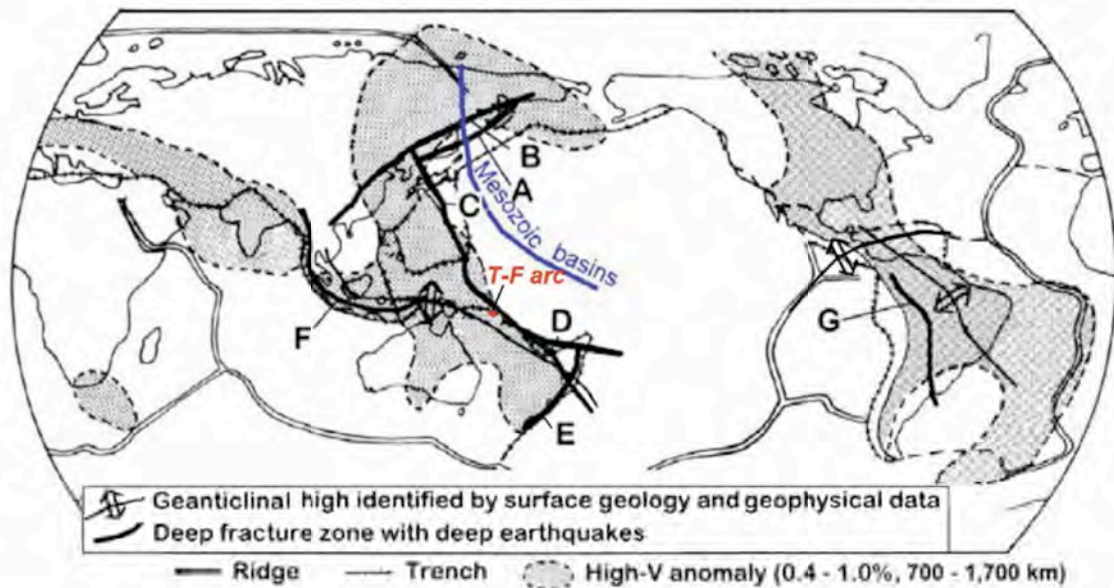 B
A
C
Mesozoic basins
T-F arc
D
F
G
E
Geanticlinal high identified by surface geology and geophysical data
Deep fracture zone with deep earthquakes
Ridge Trench High-V anomaly (0.4 - 1.0%, 700 - 1,700 km)